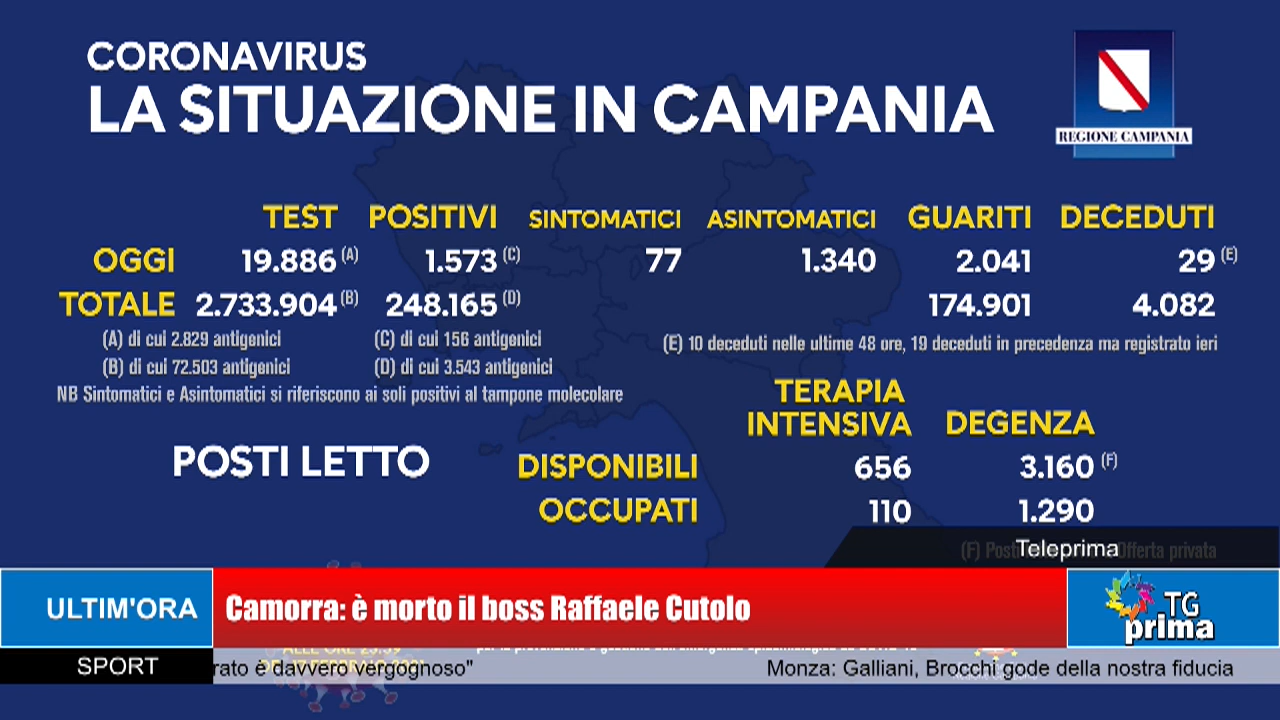 CORONAVIRUS
LA SITUAZIONE IN CAMPANIA
REGIONE CAMPANIA
TEST POSITIVI SINTOMATICI ASINTOMATICI GUARITI DECEDUTI
OGGI 19.886 (A) 1.573 (C) 77 1.340 2.041 29 (E)
TOTALE 2.733.904 (B) 248.165 (D) 174.901 4.082
(A) di cui 2.829 antigenici (C) di cui 156 antigenici
(E) 10 deceduti nelle ultime 48 ore, 19 deceduti in precedenza ma registrato ieri
(B) di cui 72.503 antigenici (D) di cui 3.543 antigenici
NB Sintomatici e Asintomatici si riferiscono ai soli positivi al tampone molecolare
TERAPIA
INTENSIVA DEGENZA
POSTI LETTO
DISPONIBILI 656 3.160 (F)
OCCUPATI 110 1.290
(F) Offerta privata
Teleprima
ULTIM'ORA Camorra: è morto il boss Raffaele Cutolo
TG
prima
SPORT rato è davvero vergognoso" Monza: Galliani, Brocchi gode della nostra fiducia